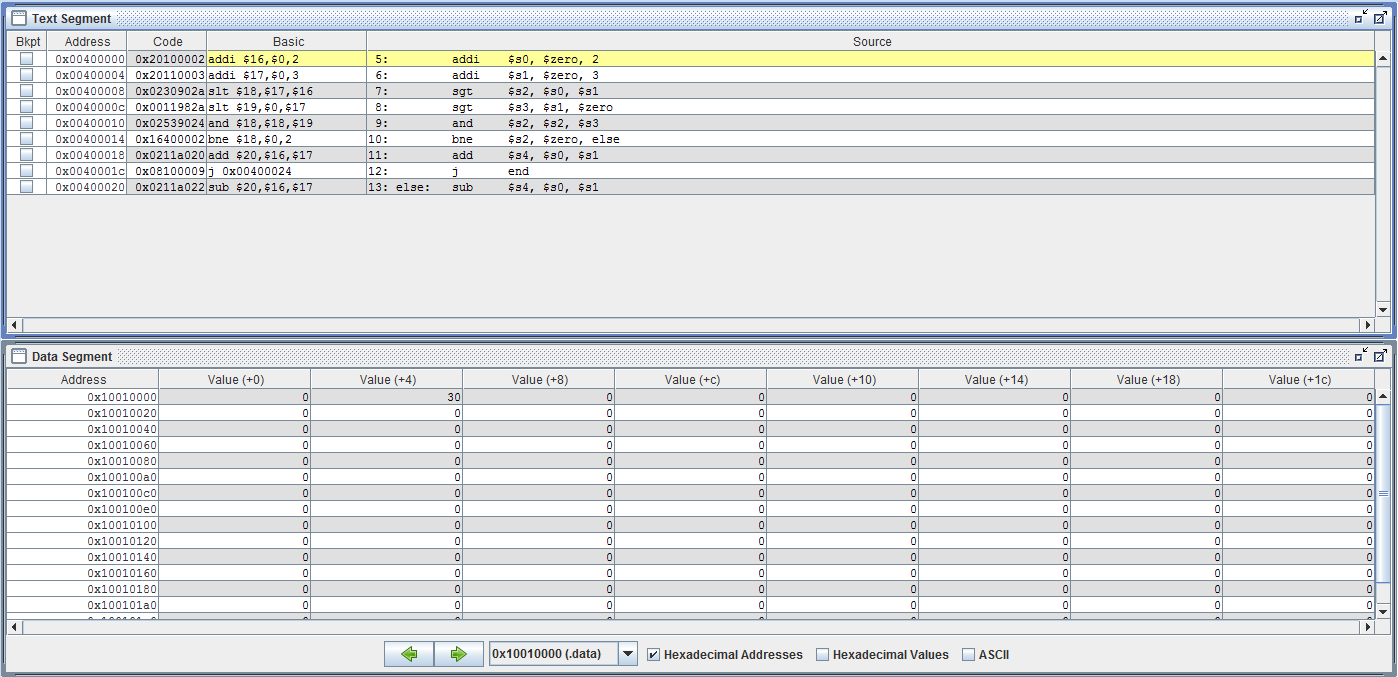 Text Segment
Bkpt Address Code Basic Source
0x00400000 0x20100002 addi $16,$0,2 5: addi $s0, $zero, 2
0x00400004 0x20110003 addi $17,$0,3 6: addi $s1, $zero, 3
0x00400008 0x0230902a slt $18,$17,$16 7: sgt $s2, $s0, $s1
0x0040000c 0x0011982a slt $19,$0,$17 8: sgt $s3, $s1, $zero
0x00400010 0x02539024 and $18,$18,$19 9: and $s2, $s2, $s3
0x00400014 0x16400002 bne $18,$0,2 10: bne $s2, $zero, else
0x00400018 0x0211a020 add $20,$16,$17 11: add $s4, $s0, $s1
0x0040001c 0x08100009 j 0x00400024 12: j end
0x00400020 0x0211a022 sub $20,$16,$17 13: else: sub $s4, $s0, $s1
Data Segment
Address Value (+0) Value (+4) Value (+8) Value (+c) Value (+10) Value (+14) Value (+18) Value (+1c)
0x10010000 0 30 0 0 0 0 0 0
0x10010020 0 0 0 0 0 0 0 0
0x10010040 0 0 0 0 0 0 0 0
0x10010060 0 0 0 0 0 0 0 0
0x10010080 0 0 0 0 0 0 0 0
0x100100a0 0 0 0 0 0 0 0 0
0x100100c0 0 0 0 0 0 0 0 0
0x100100e0 0 0 0 0 0 0 0 0
0x10010100 0 0 0 0 0 0 0 0
0x10010120 0 0 0 0 0 0 0 0
0x10010140 0 0 0 0 0 0 0 0
0x10010160 0 0 0 0 0 0 0 0
0x10010180 0 0 0 0 0 0 0 0
0x100101a0 0 0 0 0 0 0 0 0
0x10010000 (.data) Hexadecimal Addresses Hexadecimal Values ASCII